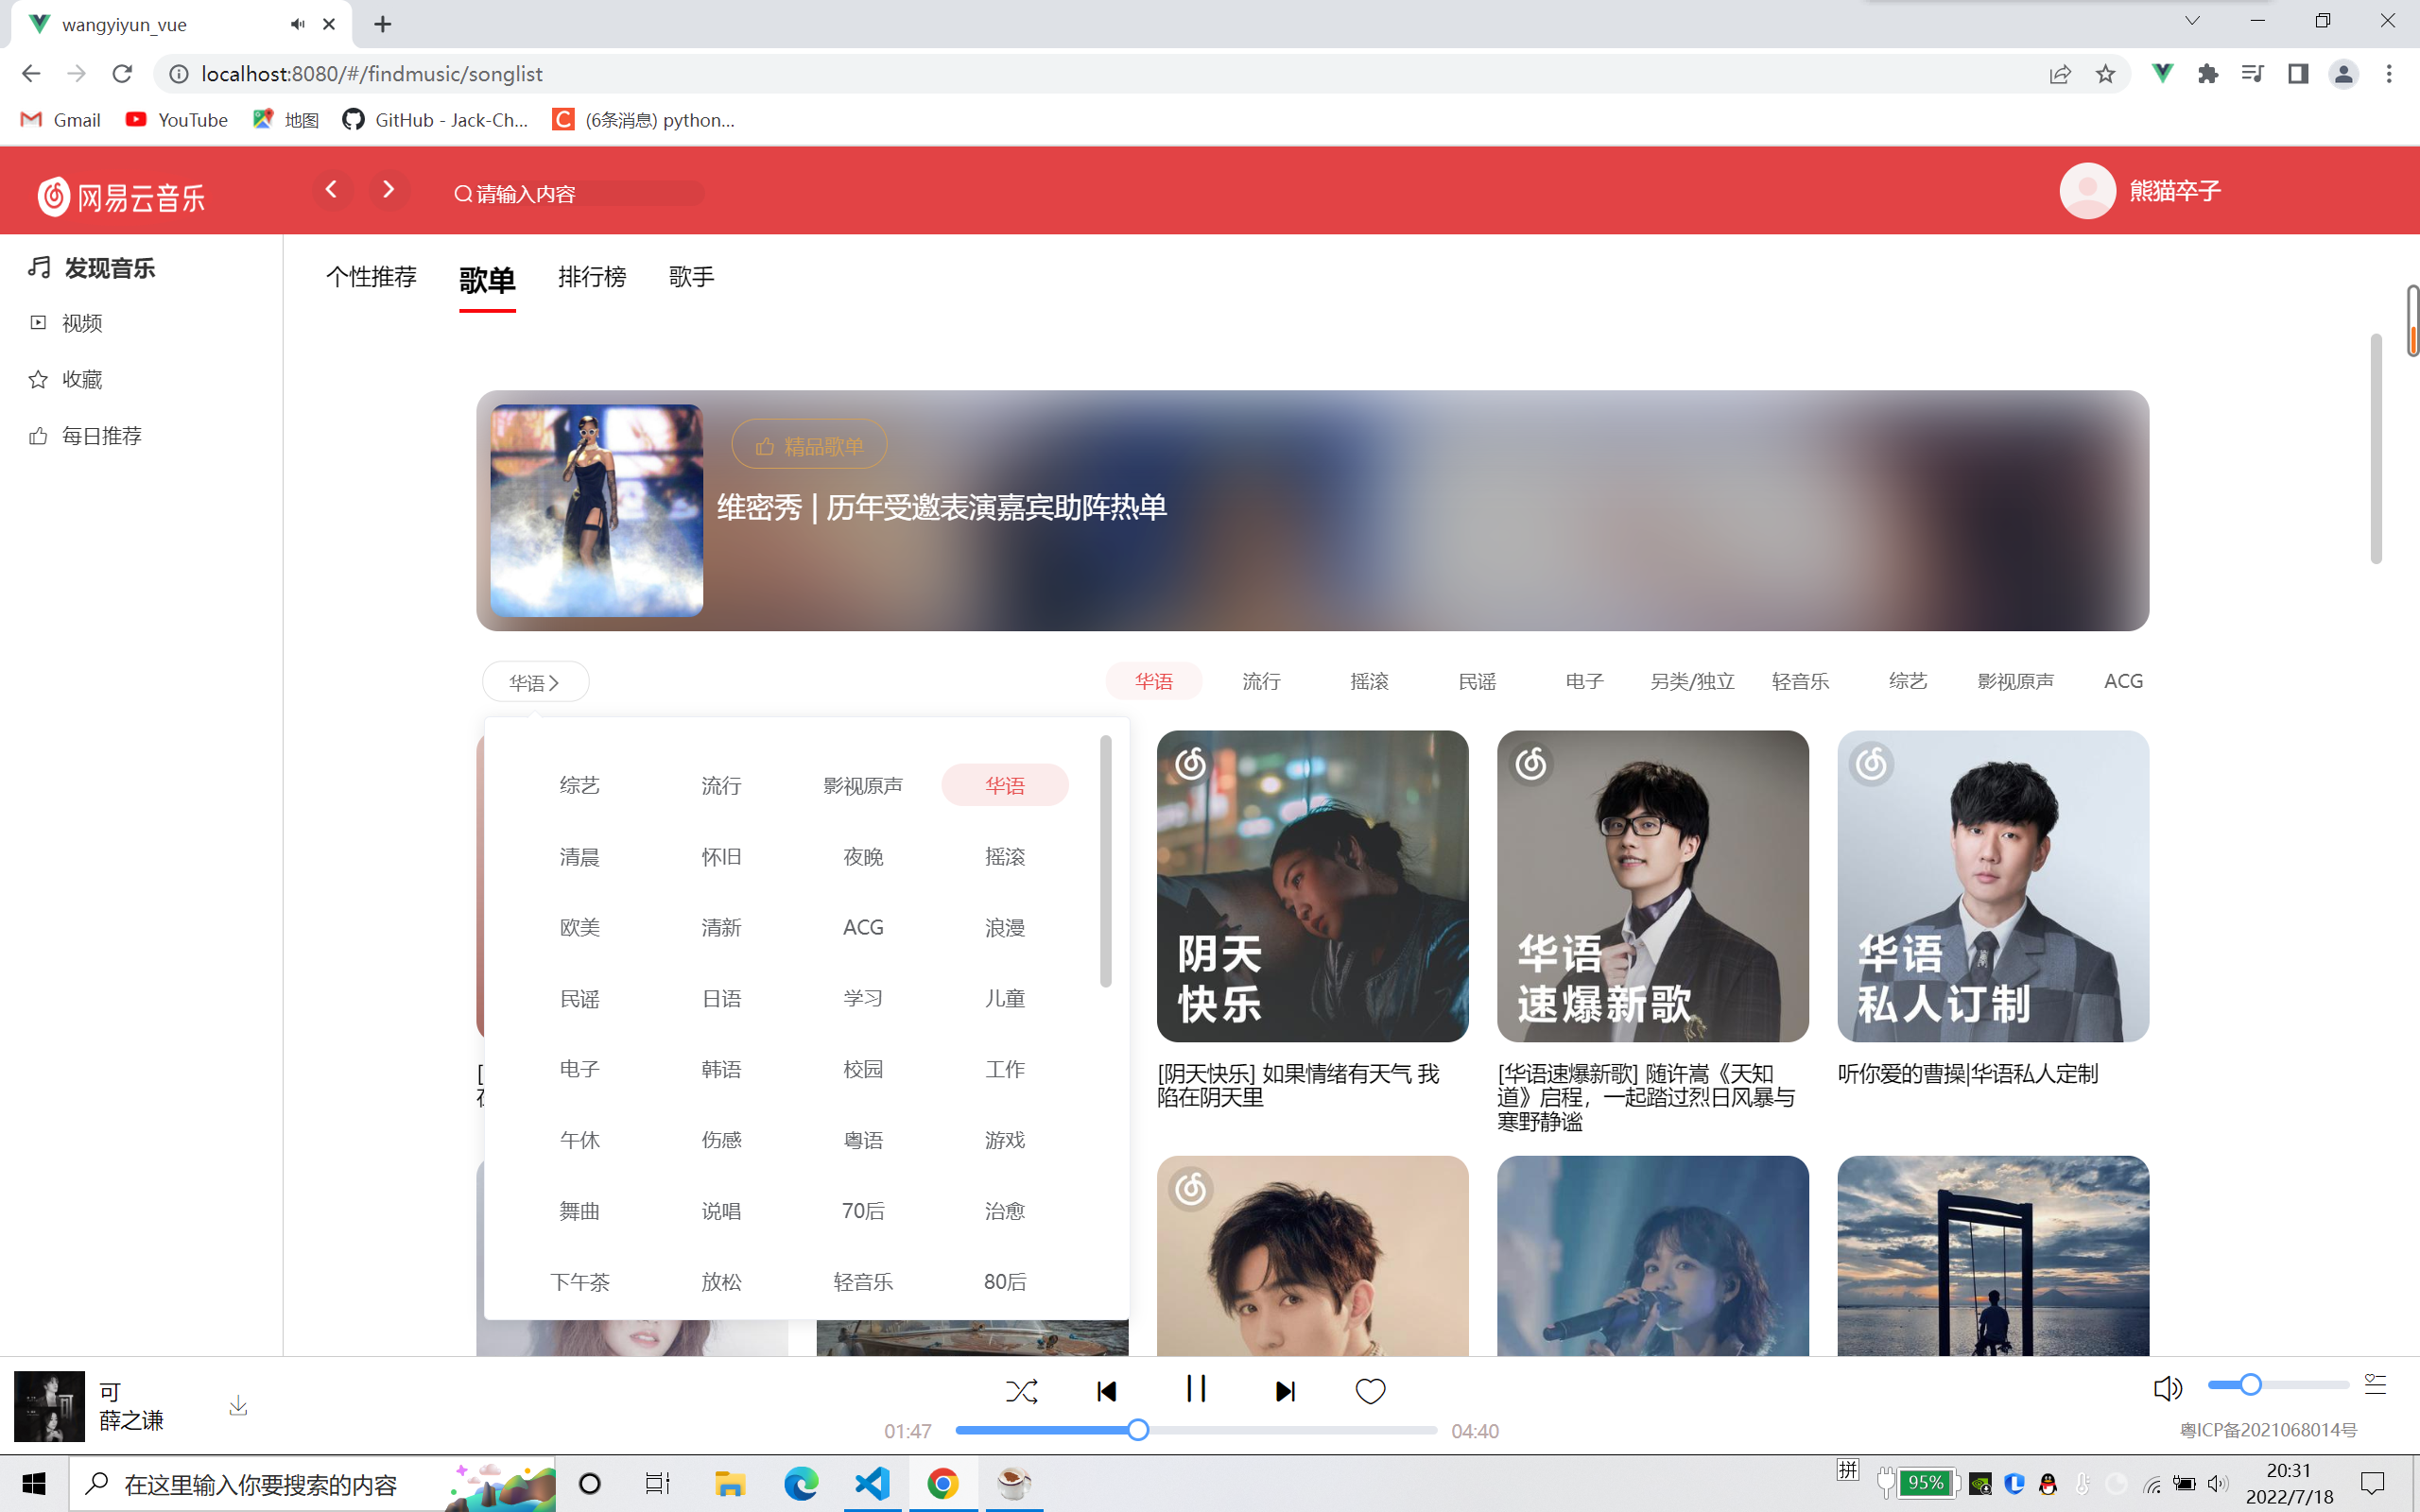 wangyiyun_vue
localhost:8080/#/findmusic/songlist
Gmail
YouTube
地图
GitHub - Jack-Ch...
(6条消息) python...
网易云音乐
请输入内容
熊猫卒子
发现音乐
视频
收藏
每日推荐
个性推荐
歌单
排行榜
歌手
精品歌单
维密秀 | 历年受邀表演嘉宾助阵热单
华语
华语
流行
摇滚
民谣
电子
另类/独立
轻音乐
综艺
影视原声
ACG
综艺
流行
影视原声
华语
清晨
怀旧
夜晚
摇滚
欧美
清新
ACG
浪漫
民谣
日语
学习
儿童
电子
韩语
校园
工作
午休
伤感
粤语
游戏
舞曲
说唱
70后
治愈
下午茶
放松
轻音乐
80后
阴天
快乐
华语
速爆新歌
华语
私人订制
[阴天快乐] 如果情绪有天气 我
陷在阴天里
[华语速爆新歌] 随许嵩《天知
道》启程，一起踏过烈日风暴与
寒野静谧
听你爱的曹操|华语私人定制
可
薛之谦
01:47
04:40
粤ICP备2021068014号
在这里输入你要搜索的内容
拼
95%
20:31
2022/7/18